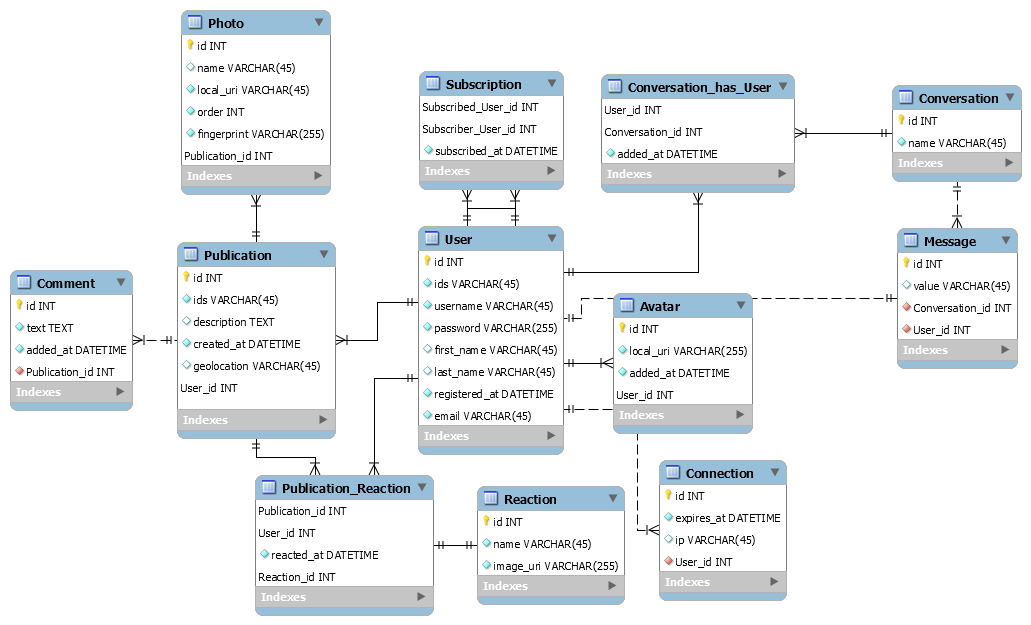 Photo
id INT
name VARCHAR(45)
local_uri VARCHAR(45)
order INT
fingerprint VARCHAR(255)
Publication_id INT
Indexes
Subscription
Subscribed_User_id INT
Subscriber_User_id INT
subscribed_at DATETIME
Indexes
Conversation_has_User
User_id INT
Conversation_id INT
added_at DATETIME
Indexes
Conversation
id INT
name VARCHAR(45)
Indexes
Comment
id INT
text TEXT
added_at DATETIME
Publication_id INT
Indexes
Publication
id INT
ids VARCHAR(45)
description TEXT
created_at DATETIME
geolocation VARCHAR(45)
User_id INT
Indexes
User
id INT
ids VARCHAR(45)
username VARCHAR(45)
password VARCHAR(255)
first_name VARCHAR(45)
last_name VARCHAR(45)
registered_at DATETIME
email VARCHAR(45)
Indexes
Avatar
id INT
local_uri VARCHAR(255)
added_at DATETIME
User_id INT
Indexes
Message
id INT
value VARCHAR(45)
Conversation_id INT
User_id INT
Indexes
Publication_Reaction
Publication_id INT
User_id INT
reacted_at DATETIME
Reaction_id INT
Indexes
Reaction
id INT
name VARCHAR(45)
image_uri VARCHAR(255)
Indexes
Connection
id INT
expires_at DATETIME
ip VARCHAR(45)
User_id INT
Indexes